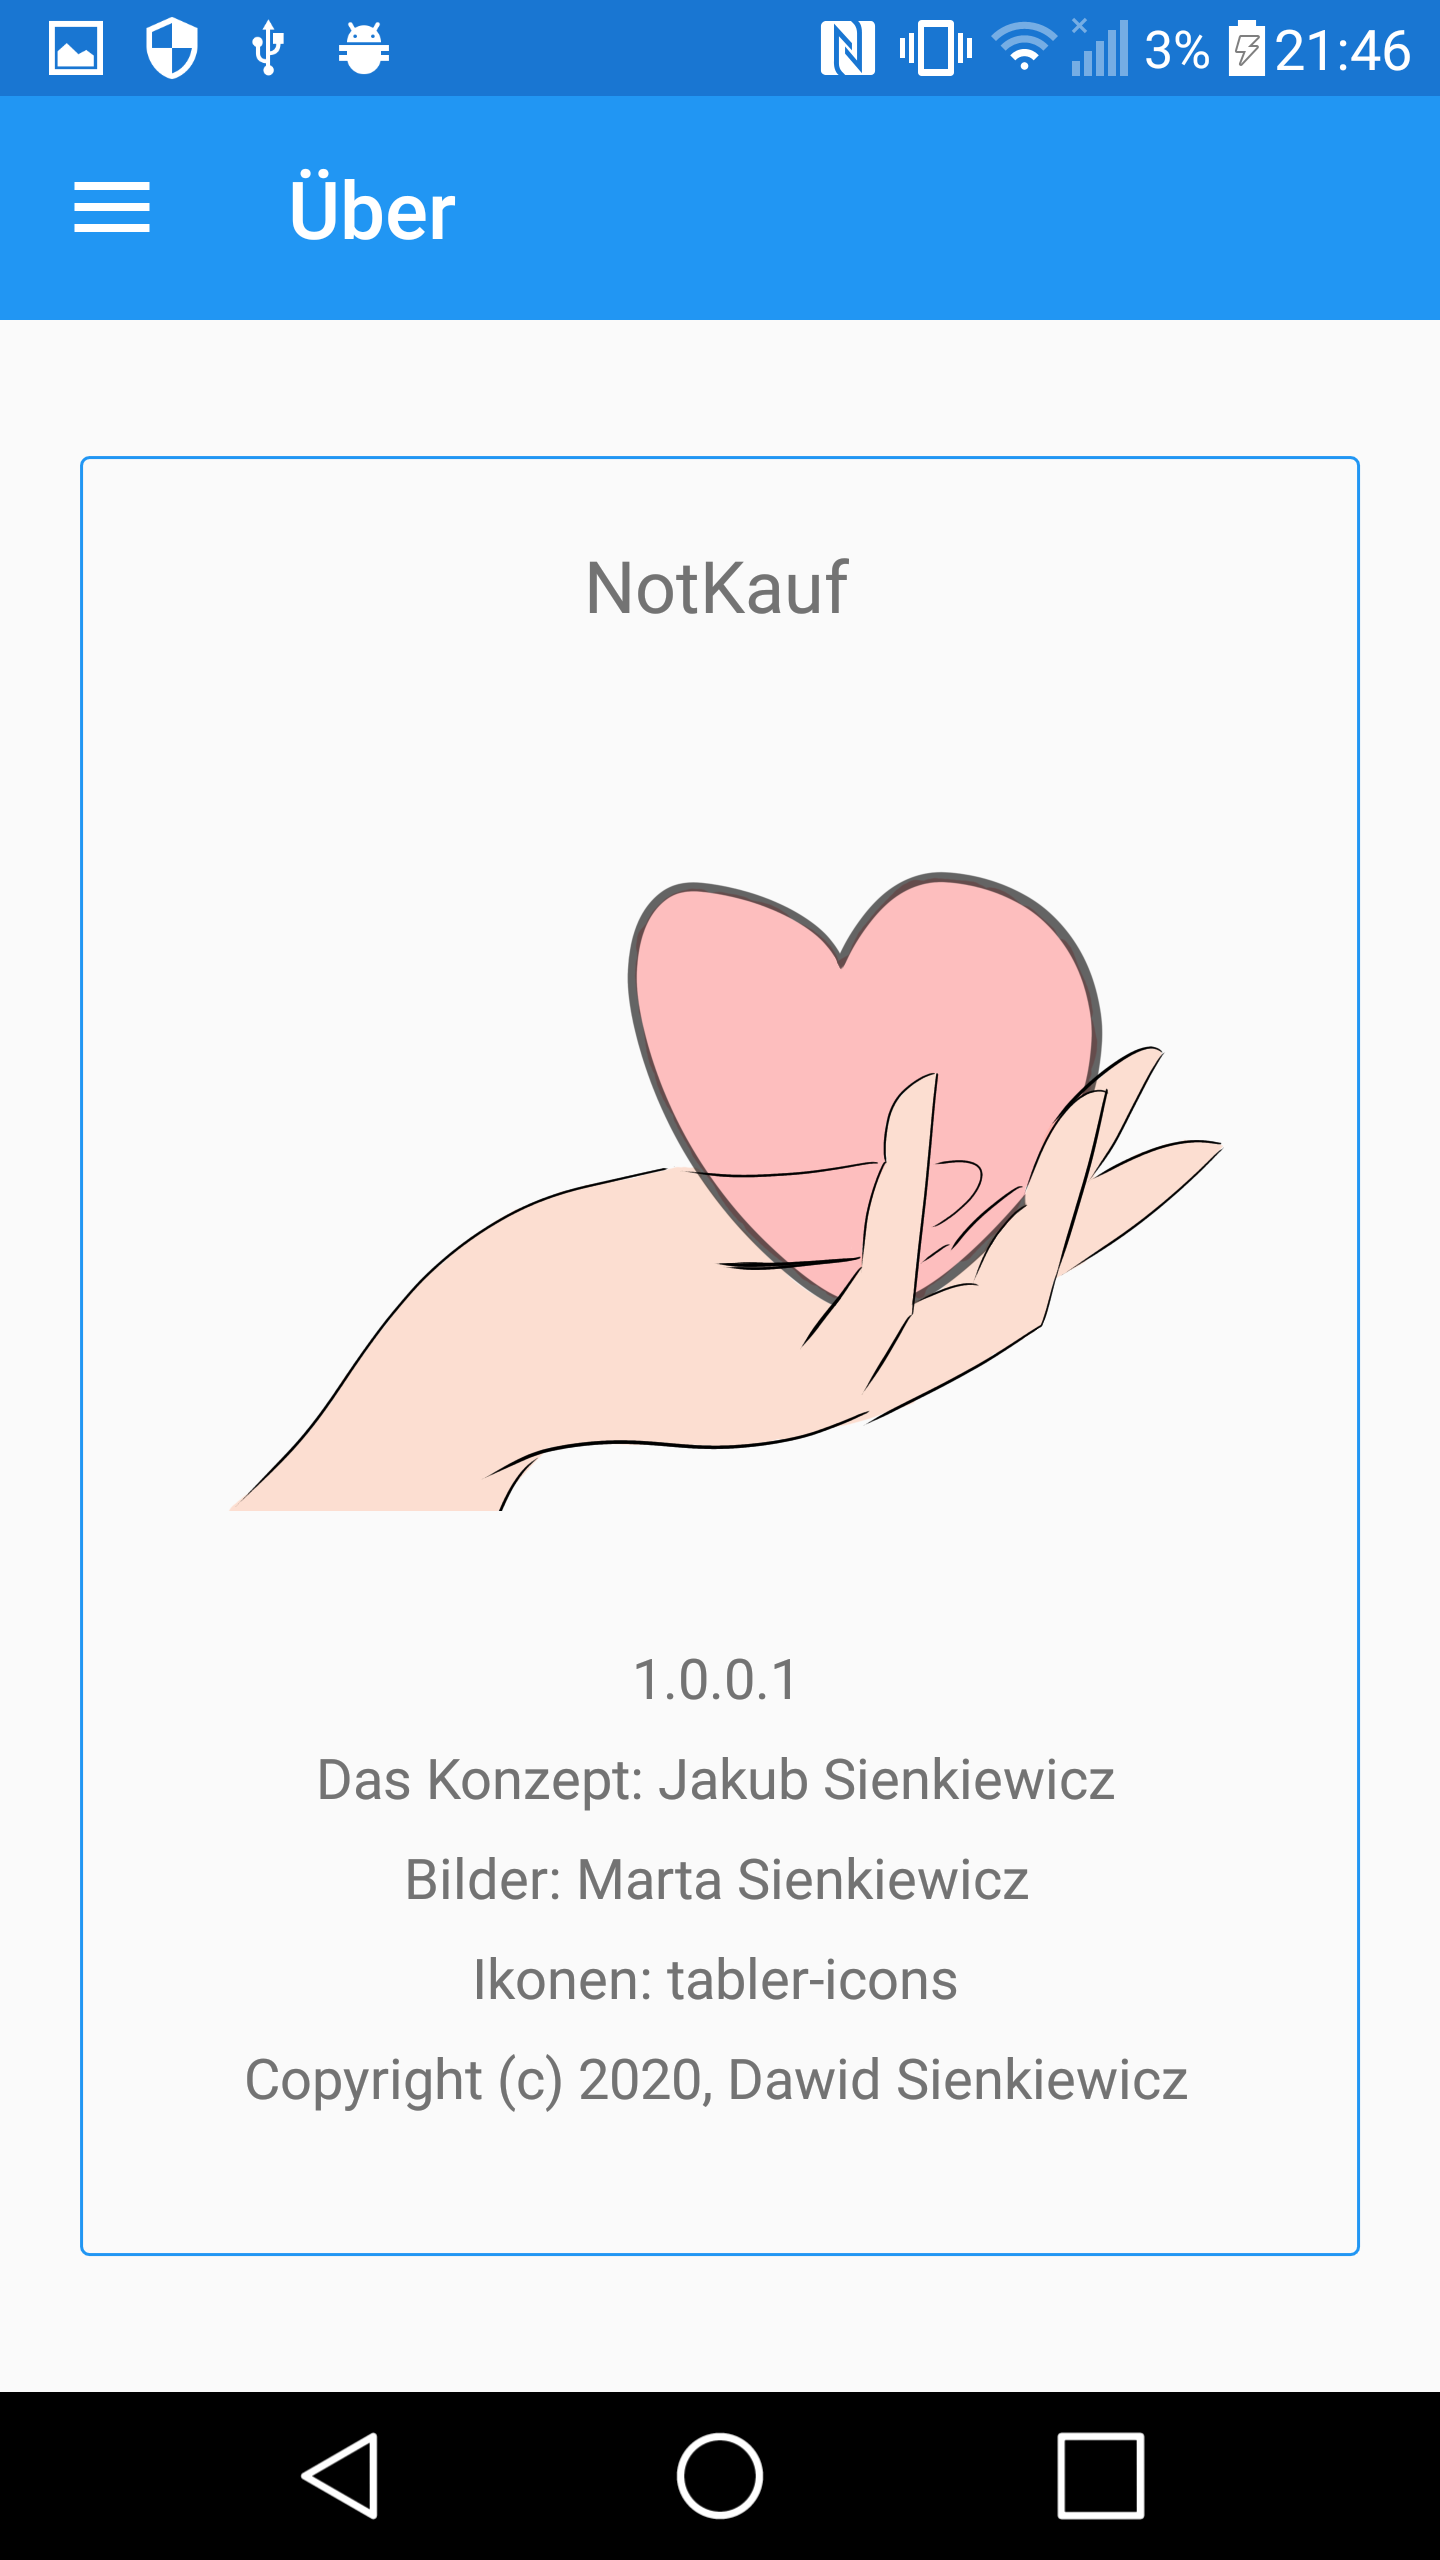 3% 21:46
Über
NotKauf
1.0.0.1
Das Konzept: Jakub Sienkiewicz
Bilder: Marta Sienkiewicz
Ikonen: tabler-icons
Copyright (c) 2020, Dawid Sienkiewicz